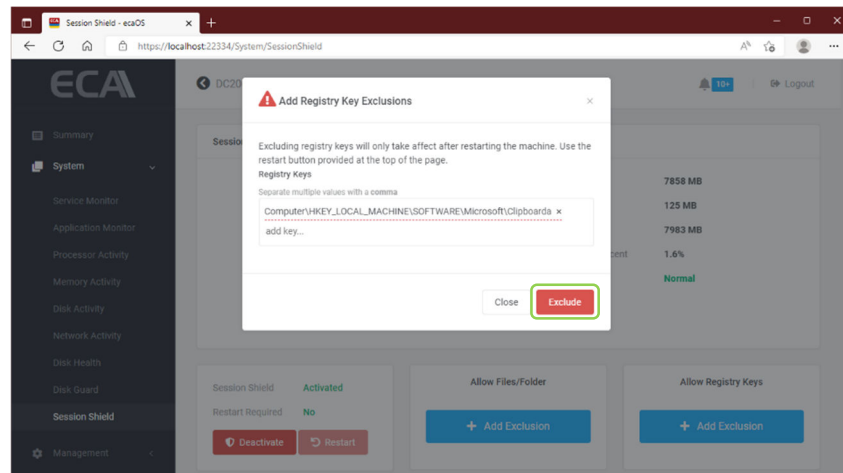 Session Shield - ecaOS
https://localhost:22334/System/SessionShield
ECA
DC20
10+
Logout
Summary
System
Service Monitor
Application Monitor
Processor Activity
Memory Activity
Disk Activity
Network Activity
Disk Health
Disk Guard
Session Shield
Management
Sessio
Add Registry Key Exclusions
×
Excluding registry keys will only take affect after restarting the machine. Use the
restart button provided at the top of the page.
Registry Keys
Separate multiple values with a comma
Computer\HKEY_LOCAL_MACHINE\SOFTWARE\Microsoft\Clipboarda ×
add key...
Close
Exclude
7858 MB
125 MB
7983 MB
cent 1.6%
Normal
Session Shield Activated
Restart Required No
Deactivate
Restart
Allow Files/Folder
+ Add Exclusion
Allow Registry Keys
+ Add Exclusion